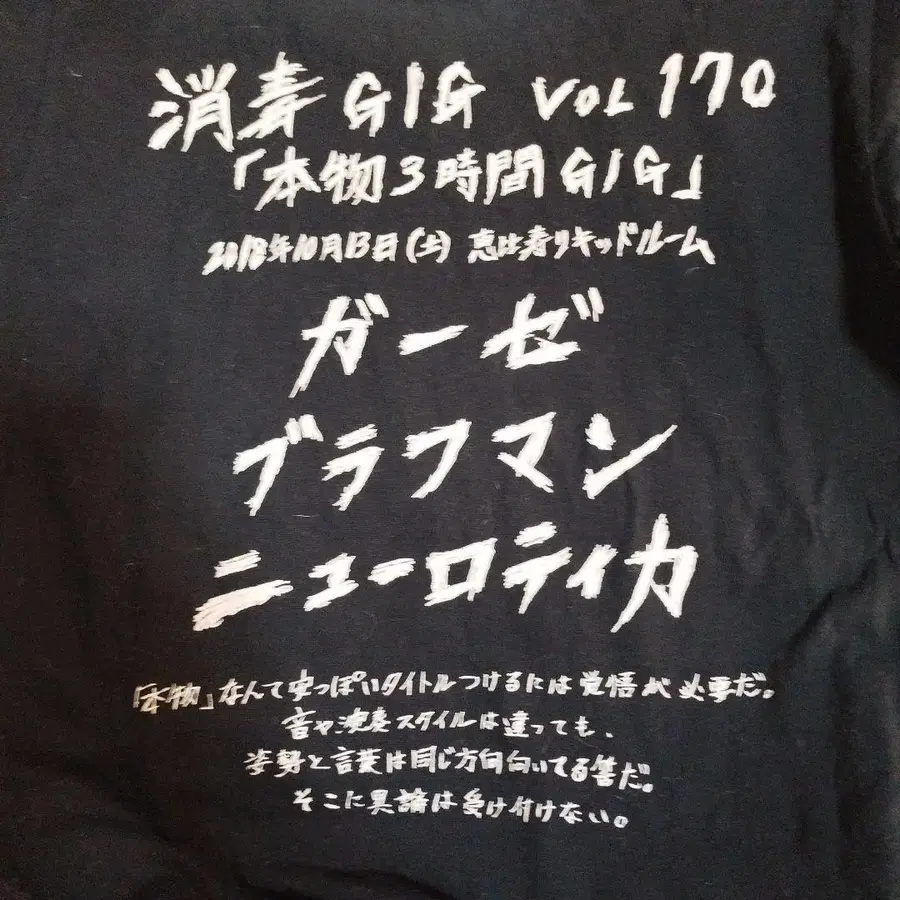 消毒GIG VOL 170
「本物3時間GIG」
2018年10月13日(土) 恵比寿リキッドルーム
ガーゼ
ブラフマン
ニューロティカ
「本物」なんて安っぽいタイトルつけるには覚悟が必要だ。
音や演奏スタイルは違っても、
姿勢と言葉は同じ方向向いてる筈だ。
そこに異論は受け付けない。